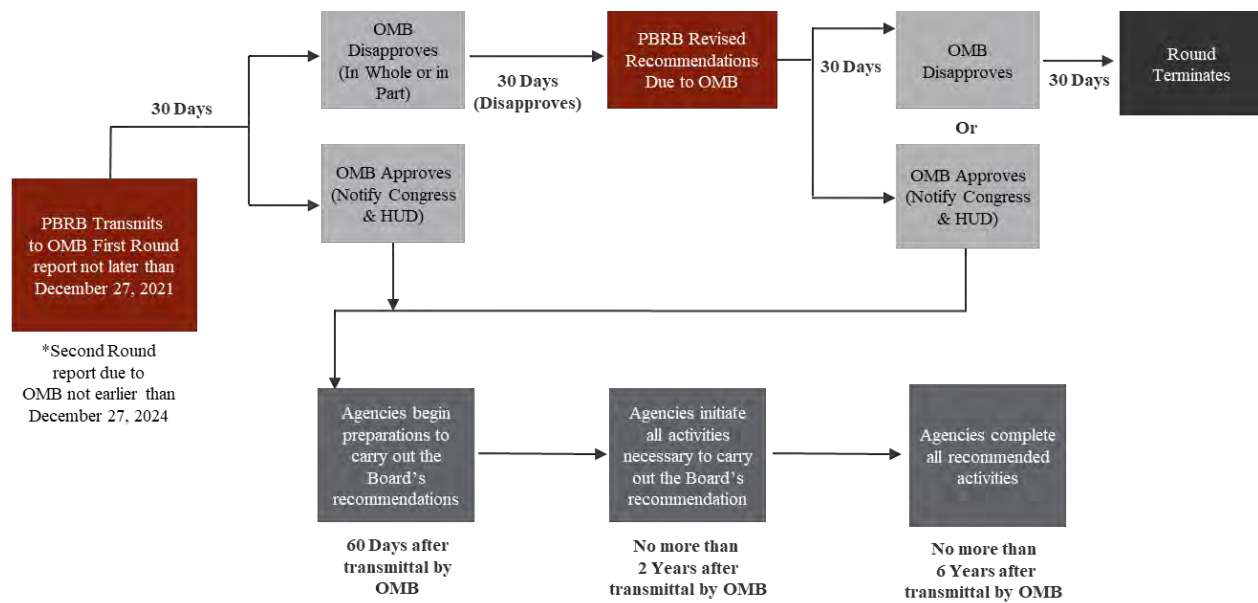 PBRB Transmits
to OMB First Round
report not later than
December 27, 2021
*Second Round
report due to
OMB not earlier than
December 27, 2024
30 Days
OMB
Disapproves
(In Whole or in
Part)
OMB Approves
(Notify Congress
& HUD)
30 Days
(Disapproves)
PBRB Revised
Recommendations
Due to OMB
30 Days
OMB
Disapproves
Or
OMB Approves
(Notify Congress
& HUD)
30 Days
Round
Terminates
Agencies begin
preparations to
carry out the
Board's
recommendations
60 Days after
transmittal by
OMB
Agencies initiate
all activities
necessary to carry
out the Board's
recommendation
No more than
2 Years after
transmittal by OMB
Agencies complete
all recommended
activities
No more than
6 Years after
transmittal by OMB